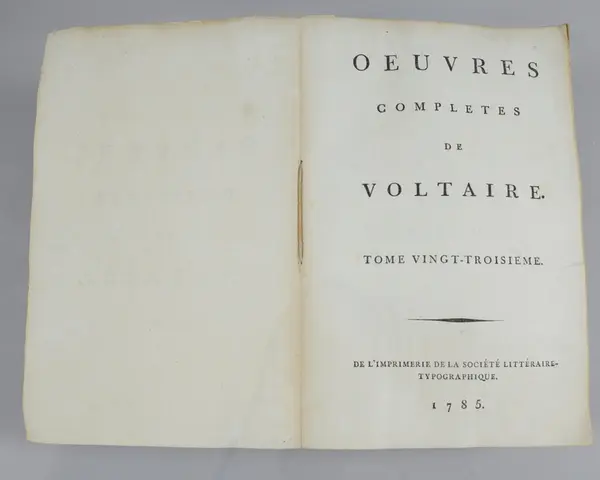 OEUVRES
COMPLETES
DE
VOLTAIRE.
TOME VINGT-TROISIEME.
DE L'IMPRIMERIE DE LA SOCIÉTÉ LITTÉRAIRE-
TYPOGRAPHIQUE.
1785.